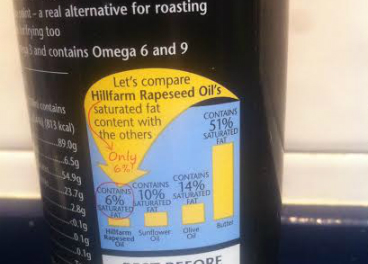 point - a real alternative for roasting
frying too
3 and contains Omega 6 and 9
Let's compare
Hillfarm Rapeseed Oil's
saturated fat
content with
the others
Only
6%!
contains
(813 kcal)
89.0g
6.5g
54.9g
23.7g
2.8g
<0.1g
0.1g
<0.1g
CONTAINS
6%
SATURATED
FAT
CONTAINS
10%
SATURATED
FAT
CONTAINS
14%
SATURATED
FAT
CONTAINS
51%
SATURATED
FAT
Hillfarm
Rapeseed
Oil
Sunflower
Oil
Olive
Oil
Butter
BEST BEFORE